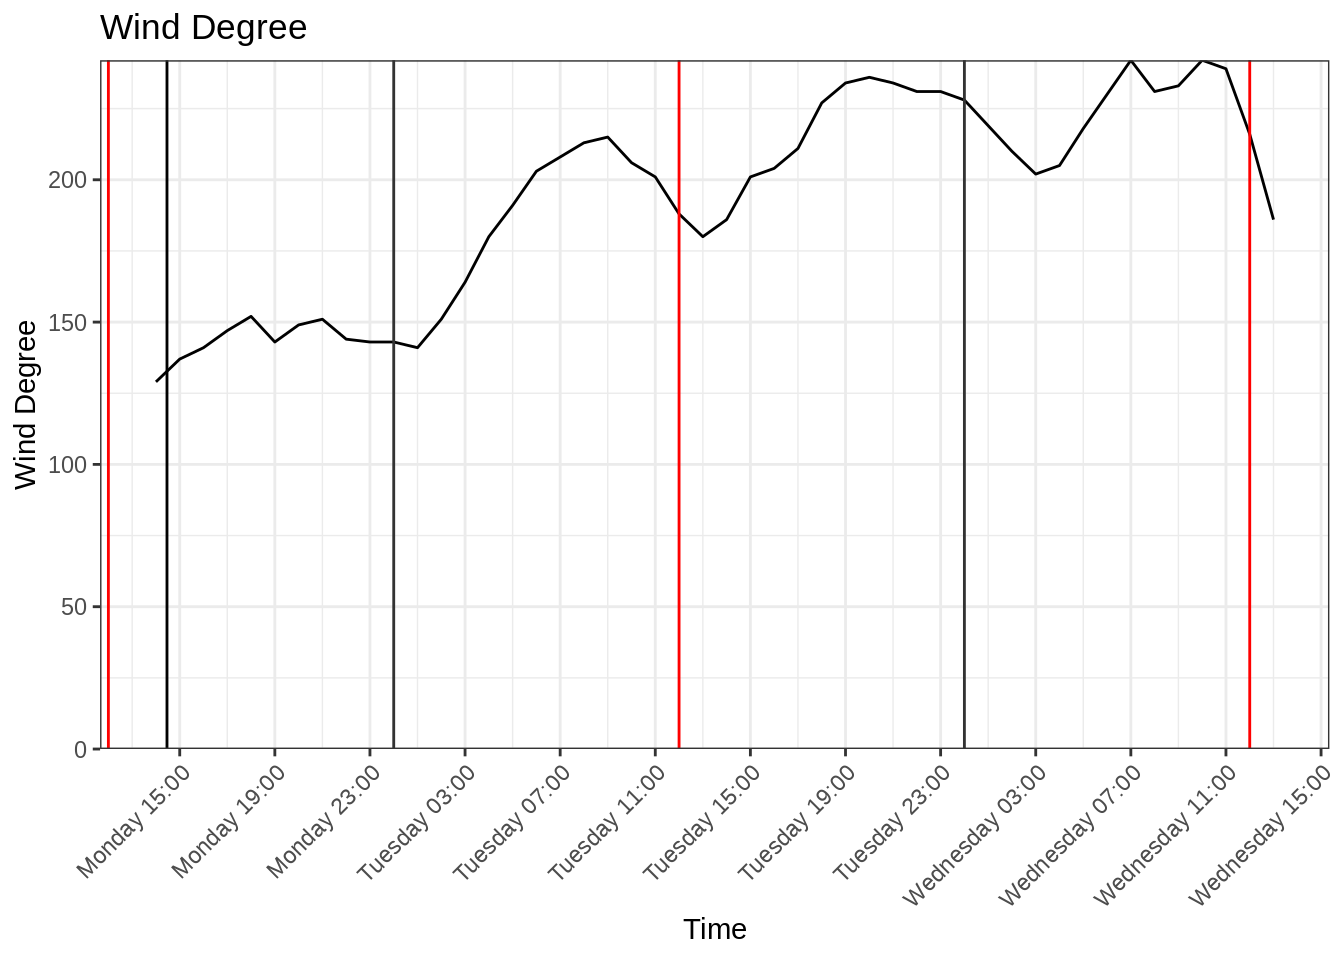 Wind Degree
Wind Degree
200
150
100
50
0
Monday 15:00
Monday 19:00
Monday 23:00
Tuesday 03:00
Tuesday 07:00
Tuesday 11:00
Tuesday 15:00
Tuesday 19:00
Tuesday 23:00
Wednesday 03:00
Wednesday 07:00
Wednesday 11:00
Wednesday 15:00
Time